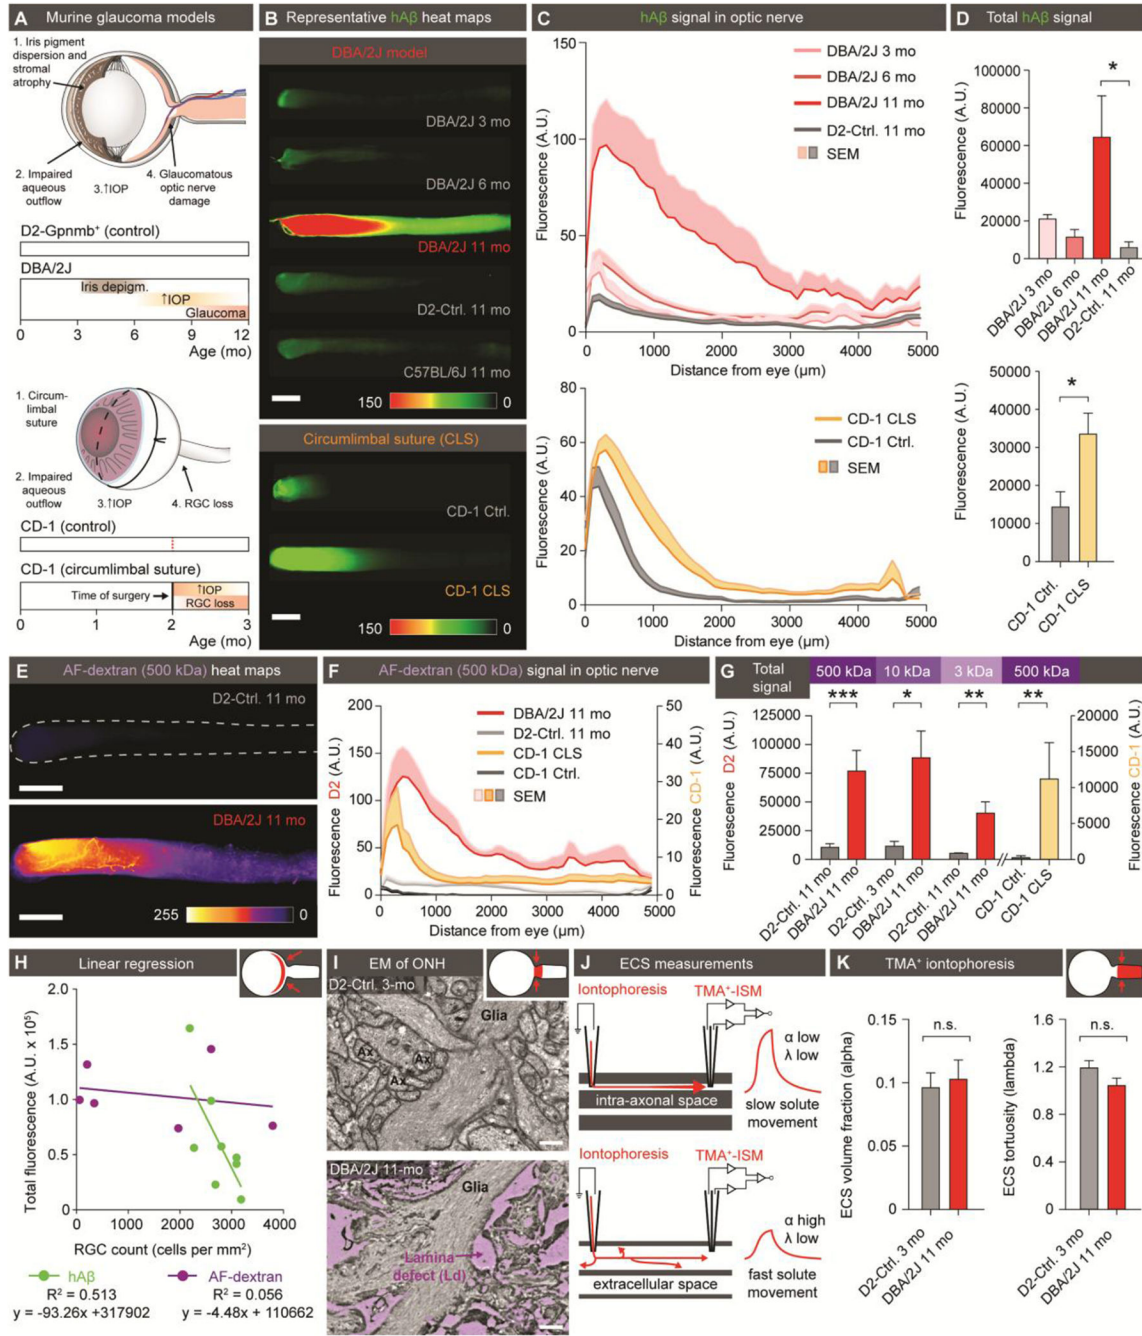 A Murine glaucoma models
1. Iris pigment
dispersion and
stromal
atrophy
2. Impaired
aqueous
outflow
3.↑IOP
4. Glaucomatous
optic nerve
damage
D2-Gpnmb⁺ (control)
DBA/2J
Iris depigm.
↑IOP
Glaucoma
0 3 6 9 12
Age (mo)
1. Circum-
limbal
suture
2. Impaired
aqueous
outflow
3.↑IOP
4. RGC loss
CD-1 (control)
CD-1 (circumlimbal suture)
Time of surgery
↑IOP
RGC loss
0 1 2 3
Age (mo)
B Representative hAβ heat maps
DBA/2J model
DBA/2J 3 mo
DBA/2J 6 mo
DBA/2J 11 mo
D2-Ctrl. 11 mo
C57BL/6J 11 mo
150 0
Circumlimbal suture (CLS)
CD-1 Ctrl.
CD-1 CLS
150 0
C hAβ signal in optic nerve
Fluorescence (A.U.)
150
100
50
0
DBA/2J 3 mo
DBA/2J 6 mo
DBA/2J 11 mo
D2-Ctrl. 11 mo
SEM
0 1000 2000 3000 4000 5000
Distance from eye (µm)
Fluorescence (A.U.)
80
60
40
20
0
CD-1 CLS
CD-1 Ctrl.
SEM
0 1000 2000 3000 4000 5000
Distance from eye (µm)
D Total hAβ signal
Fluorescence (A.U.)
100000
80000
60000
40000
20000
0
*
DBA/2J 3 mo
DBA/2J 6 mo
DBA/2J 11 mo
D2-Ctrl. 11 mo
Fluorescence (A.U.)
50000
40000
30000
20000
10000
0
*
CD-1 Ctrl.
CD-1 CLS
E AF-dextran (500 kDa) heat maps
D2-Ctrl. 11 mo
DBA/2J 11 mo
255 0
F AF-dextran (500 kDa) signal in optic nerve
Fluorescence D2 (A.U.)
200
150
100
50
0
DBA/2J 11 mo
D2-Ctrl. 11 mo
CD-1 CLS
CD-1 Ctrl.
SEM
50
40
30
20
10
0
Fluorescence CD-1 (A.U.)
0 1000 2000 3000 4000 5000
Distance from eye (µm)
G Total
signal
500 kDa 10 kDa 3 kDa 500 kDa
*** * ** **
Fluorescence D2 (A.U.)
125000
100000
75000
50000
25000
0
20000
15000
10000
5000
0
Fluorescence CD-1 (A.U.)
D2-Ctrl. 11 mo
DBA/2J 11 mo
D2-Ctrl. 3 mo
DBA/2J 11 mo
D2-Ctrl. 11 mo
DBA/2J 11 mo
CD-1 Ctrl.
CD-1 CLS
H Linear regression
Total fluorescence (A.U. x 10⁵)
2.0
1.5
1.0
0.5
0
0 1000 2000 3000 4000
RGC count (cells per mm²)
hAβ
R² = 0.513
y = -93.26x +317902
AF-dextran
R² = 0.056
y = -4.48x + 110662
I EM of ONH
D2-Ctrl. 3-mo
Glia
Ax
Ax
Ax
DBA/2J 11-mo
Glia
Lamina
defect (Ld)
J ECS measurements
Iontophoresis TMA⁺-ISM
α low
λ low
intra-axonal space
slow solute
movement
Iontophoresis TMA⁺-ISM
α high
λ low
extracellular space
fast solute
movement
K TMA⁺ iontophoresis
ECS volume fraction (alpha)
0.15
0.1
0.05
0
n.s.
D2-Ctrl. 3 mo
DBA/2J 11 mo
ECS tortuosity (lambda)
1.8
1.2
0.6
0
n.s.
D2-Ctrl. 3 mo
DBA/2J 11 mo